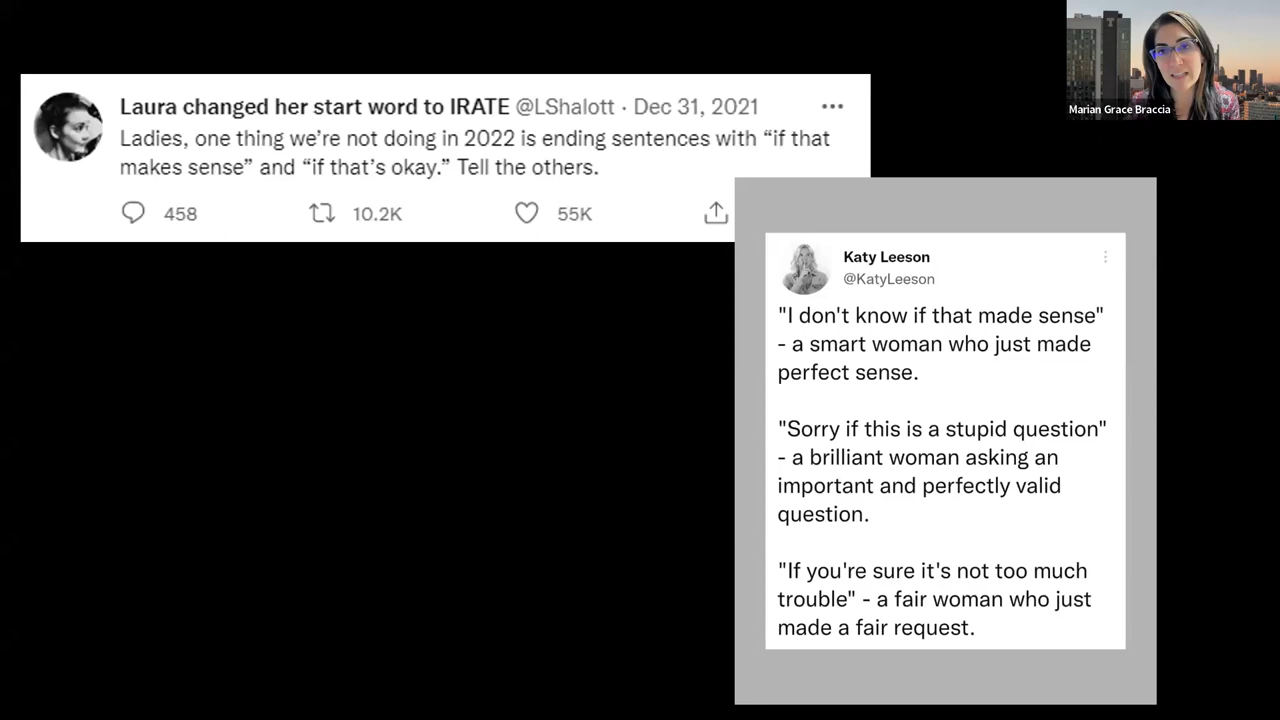 Marian Grace Braccia
Laura changed her start word to IRATE @LShalott · Dec 31, 2021
Ladies, one thing we’re not doing in 2022 is ending sentences with “if that
makes sense” and “if that’s okay.” Tell the others.
458 10.2K 55K
Katy Leeson
@KatyLeeson
"I don't know if that made sense"
- a smart woman who just made
perfect sense.
"Sorry if this is a stupid question"
- a brilliant woman asking an
important and perfectly valid
question.
"If you're sure it's not too much
trouble" - a fair woman who just
made a fair request.